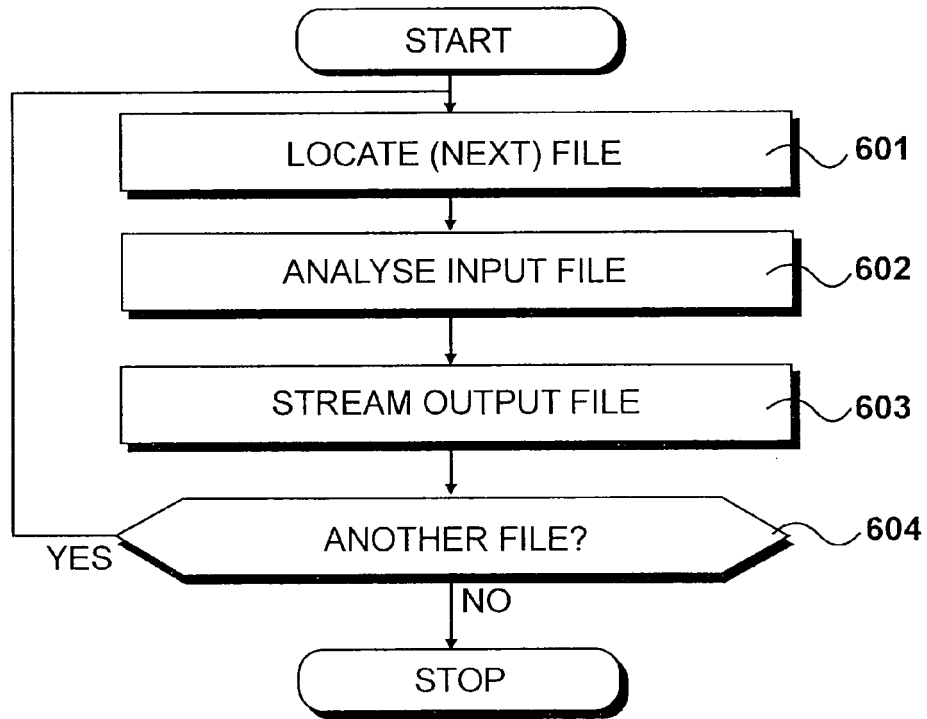 START
LOCATE (NEXT) FILE
601
ANALYSE INPUT FILE
602
STREAM OUTPUT FILE
603
ANOTHER FILE?
604
YES
NO
STOP